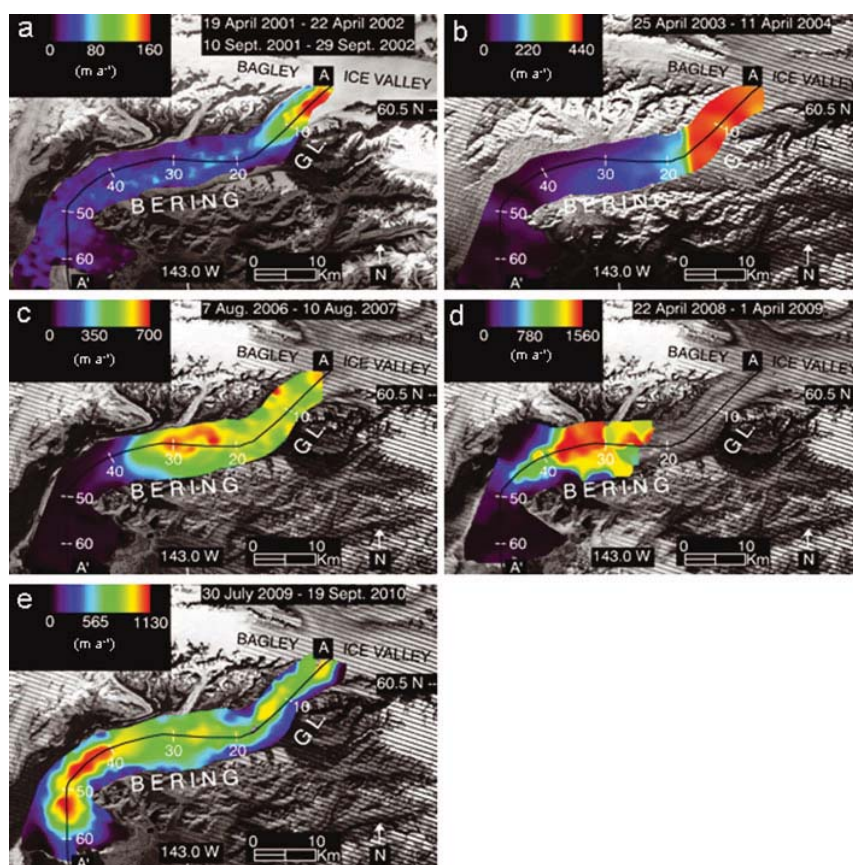 a
19 April 2001 - 22 April 2002
10 Sept. 2001 - 29 Sept. 2002
0 80 160
(m a⁻¹)
BAGLEY A ICE VALLEY
60.5 N
10
20
30
40
50
60
BERING GL.
A'
143.0 W
0 10
Km
N
b
25 April 2003 - 11 April 2004
0 220 440
(m a⁻¹)
BAGLEY A ICE VALLEY
60.5 N
10
20
30
40
50
60
BERING G
A'
143.0 W
0 10
Km
N
c
7 Aug. 2006 - 10 Aug. 2007
0 350 700
(m a⁻¹)
BAGLEY A ICE VALLEY
60.5 N
10
20
30
40
50
60
BERING GL.
A'
143.0 W
0 10
Km
N
d
22 April 2008 - 1 April 2009
0 780 1560
(m a⁻¹)
BAGLEY A ICE VALLEY
60.5 N
10
20
30
40
50
60
BERING GL.
A'
143.0 W
0 10
Km
N
e
30 July 2009 - 19 Sept. 2010
0 565 1130
(m a⁻¹)
BAGLEY A ICE VALLEY
60.5 N
10
20
30
40
50
60
BERING GL.
A'
143.0 W
0 10
Km
N